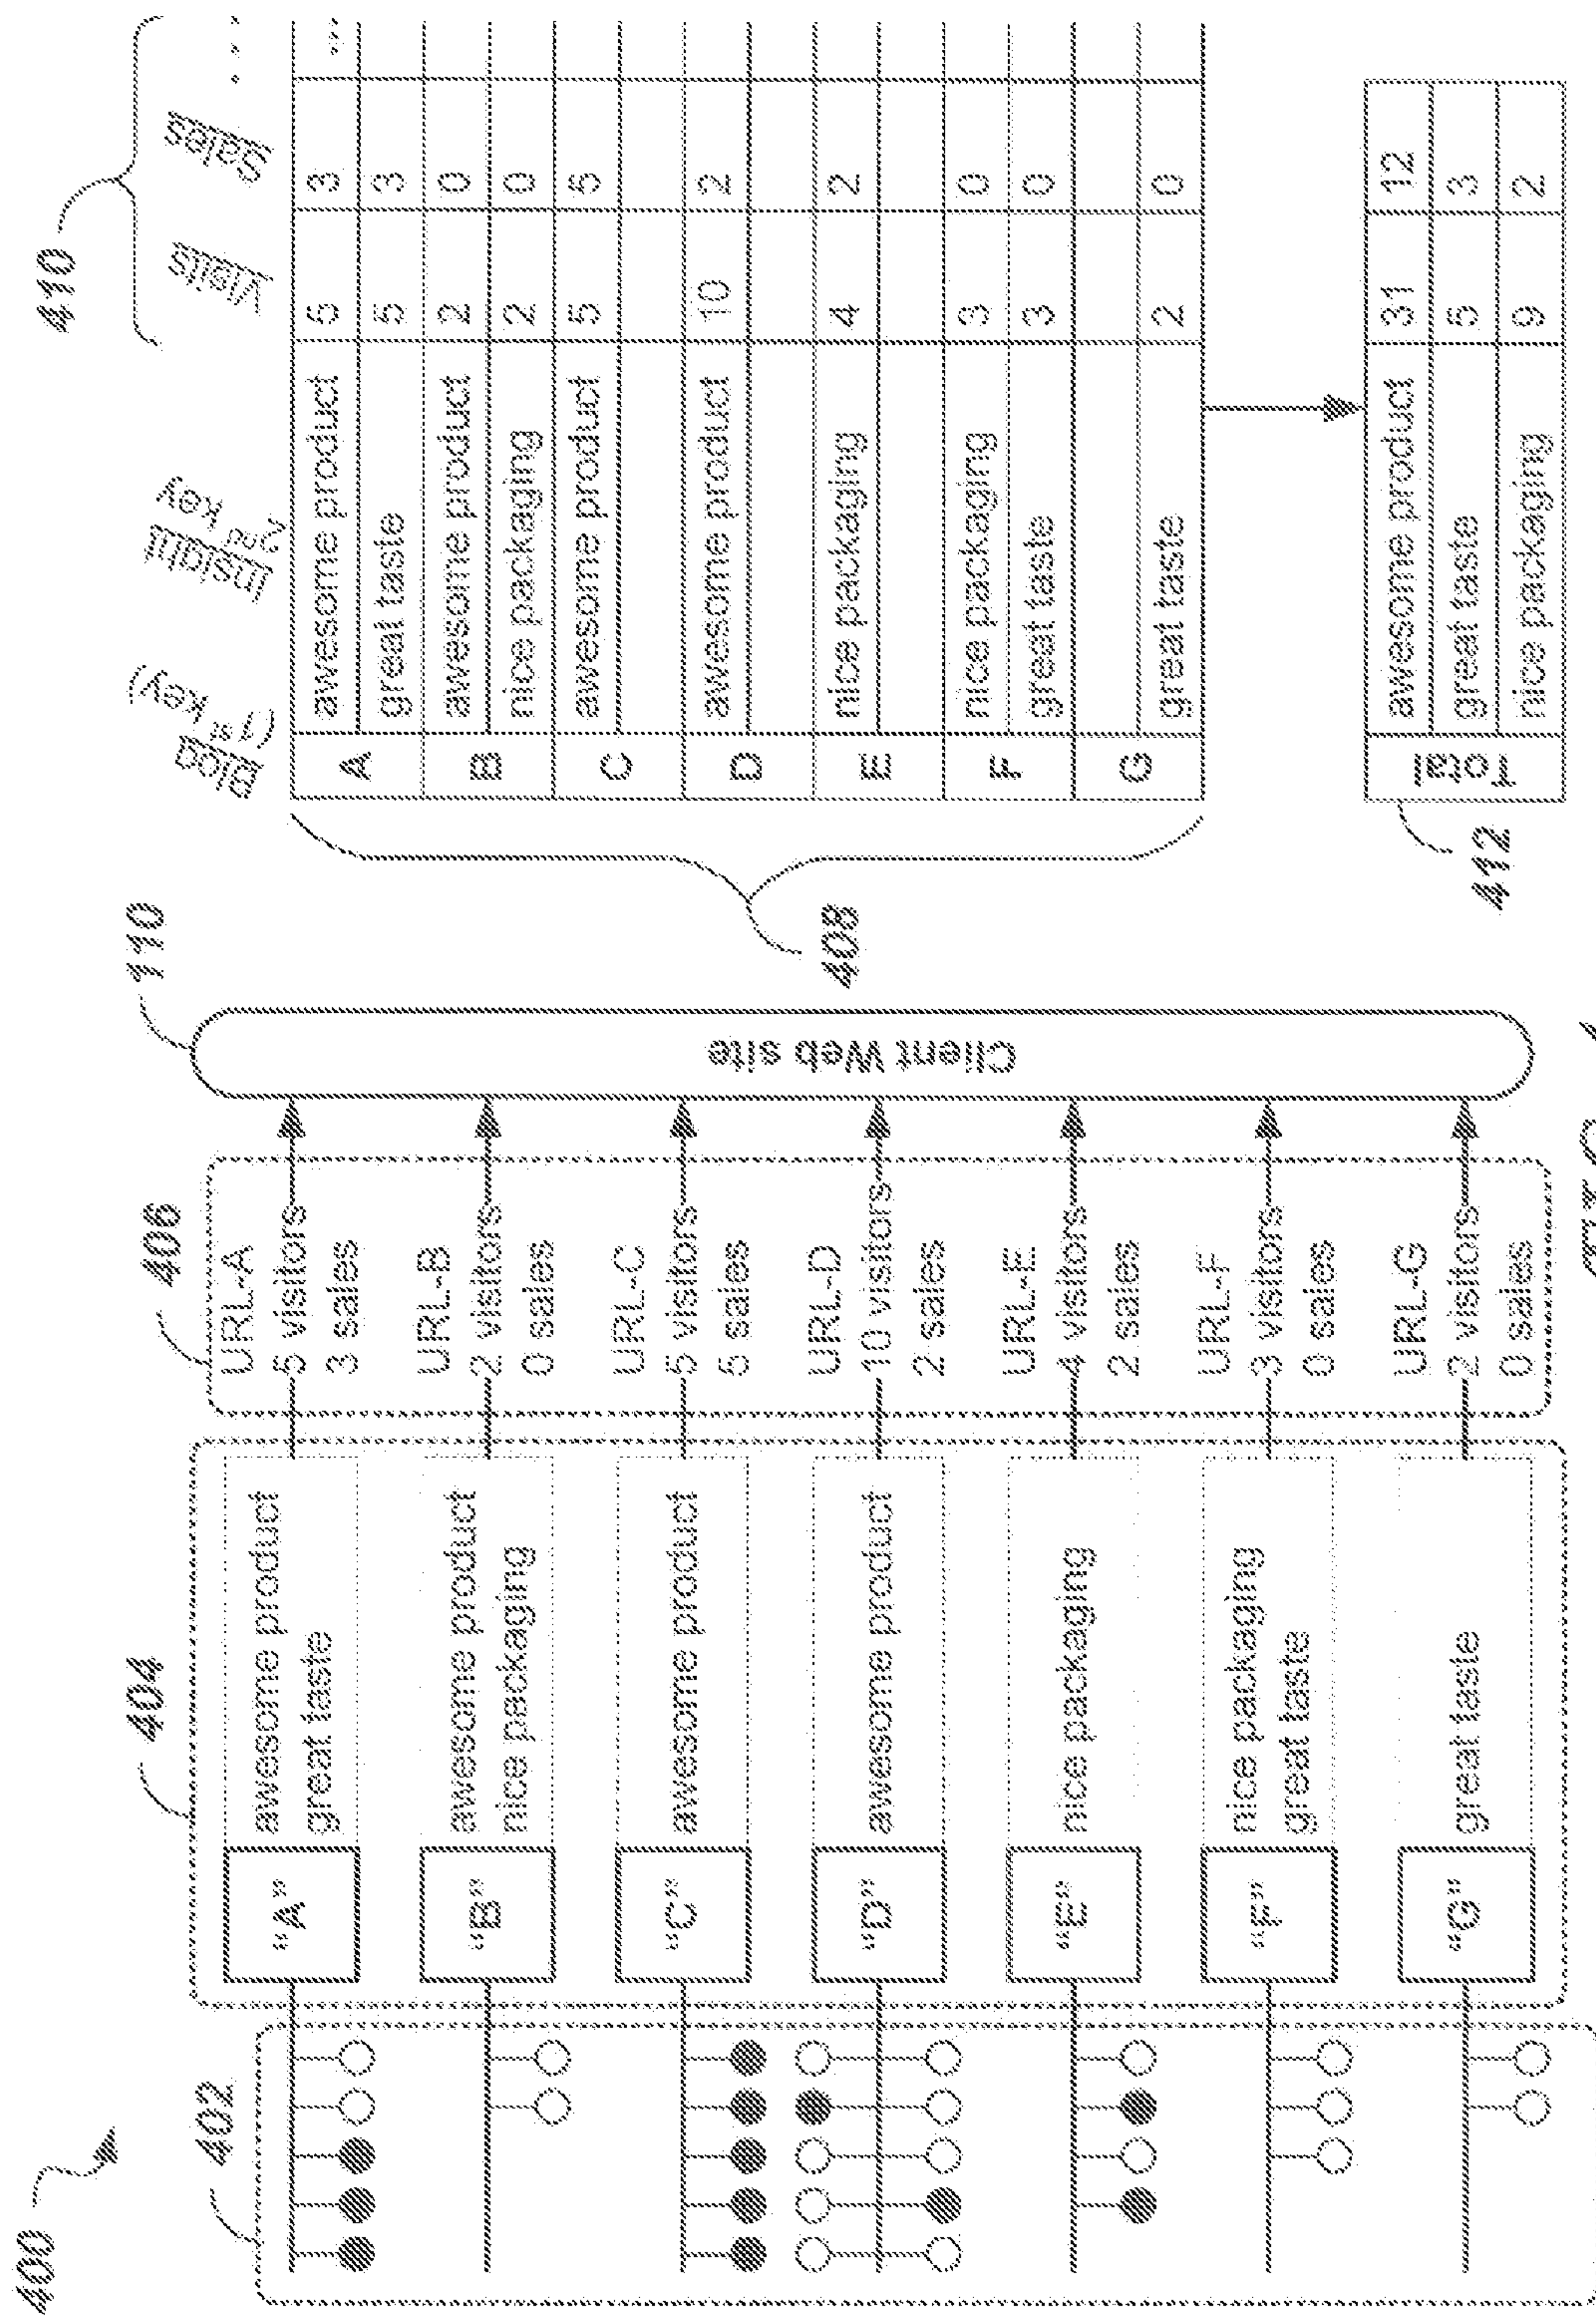 400
402
404
406
110
"A"
awesome product
great taste
URL-A
5 visitors
3 sales
"B"
awesome product
nice packaging
URL-B
2 visitors
0 sales
"C"
awesome product
URL-C
5 visitors
5 sales
"D"
awesome product
URL-D
10 visitors
2 sales
"E"
nice packaging
URL-E
4 visitors
2 sales
"F"
nice packaging
great taste
URL-F
3 visitors
0 sales
"G"
great taste
URL-G
2 visitors
0 sales
Client Web site
408
410
Blog
(1st key)
Insight
2nd key
Visits
Sales
. . . .
A
awesome product 5 3 ...
great taste 5 3
B
awesome product 2 0
nice packaging 2 0
C
awesome product 5 5
D
awesome product 10 2
E
nice packaging 4 2
F
nice packaging 3 0
great taste 3 0
G
great taste 2 0
412
Total
awesome product 31 12
great taste 5 3
nice packaging 9 2